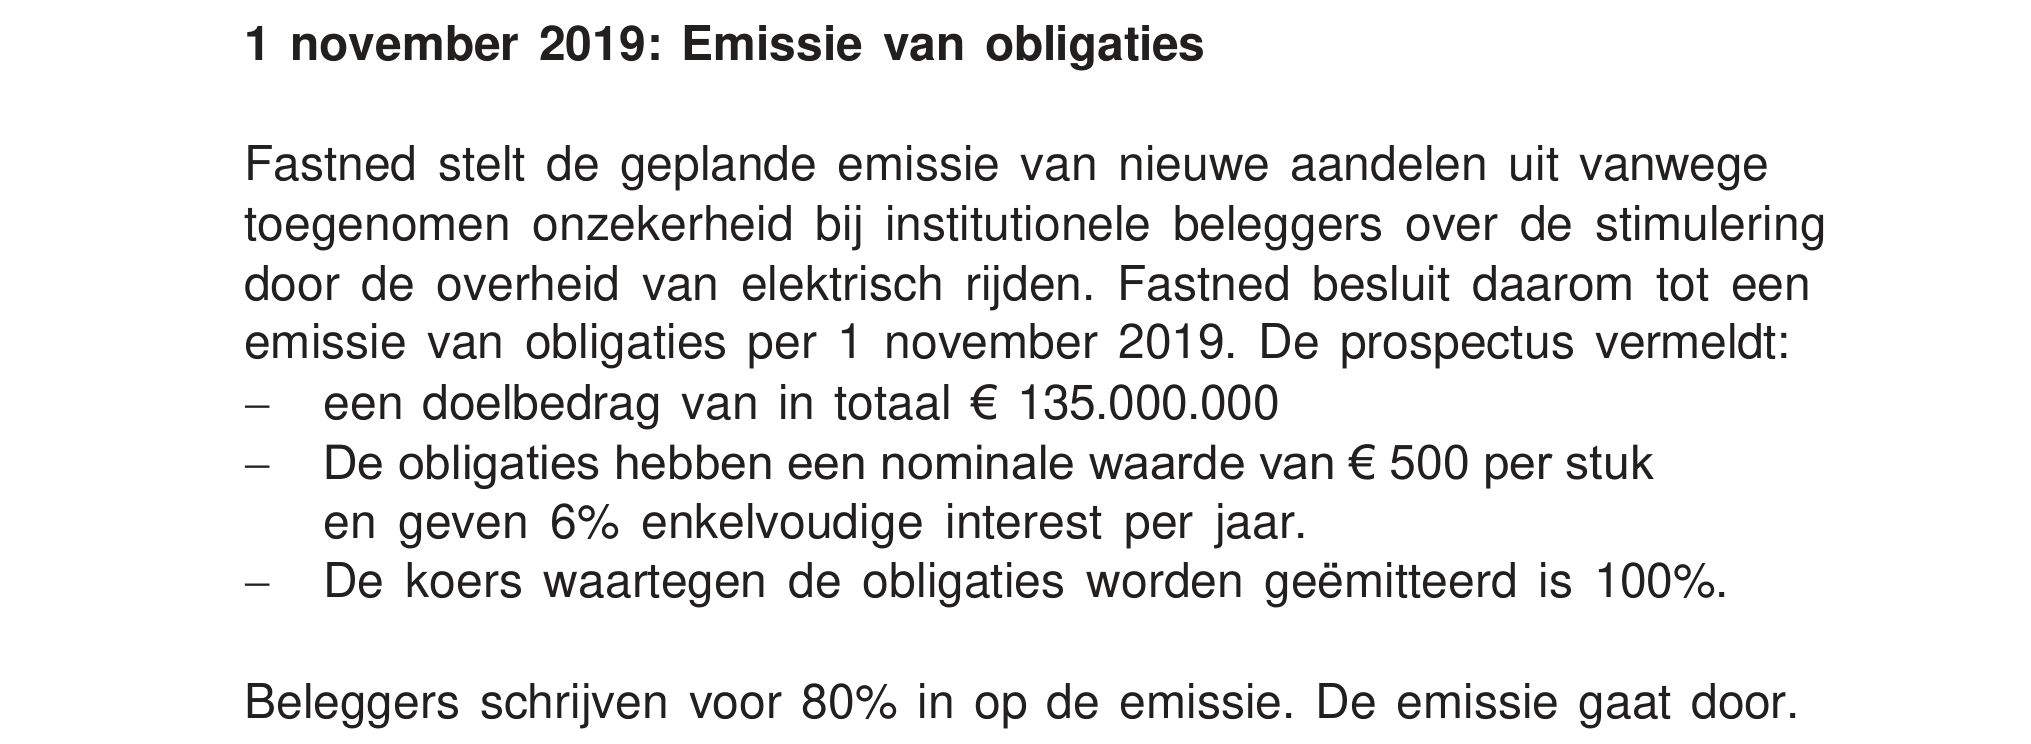 1 november 2019: Emissie van obligaties
Fastned stelt de geplande emissie van nieuwe aandelen uit vanwege
toegenomen onzekerheid bij institutionele beleggers over de stimulering
door de overheid van elektrisch rijden. Fastned besluit daarom tot een
emissie van obligaties per 1 november 2019. De prospectus vermeldt:
– een doelbedrag van in totaal € 135.000.000
– De obligaties hebben een nominale waarde van € 500 per stuk
en geven 6% enkelvoudige interest per jaar.
– De koers waartegen de obligaties worden geëmitteerd is 100%.
Beleggers schrijven voor 80% in op de emissie. De emissie gaat door.